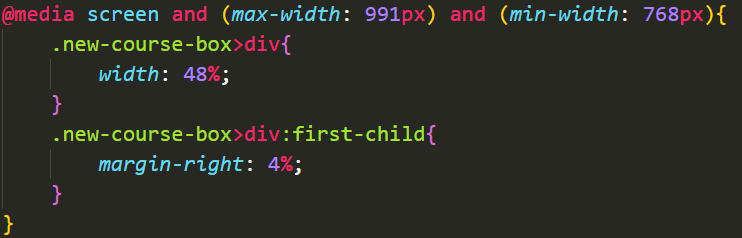 @media screen and (max-width: 991px) and (min-width: 768px){
    .new-course-box>div{
        width: 48%;
    }
    .new-course-box>div:first-child{
        margin-right: 4%;
    }
}